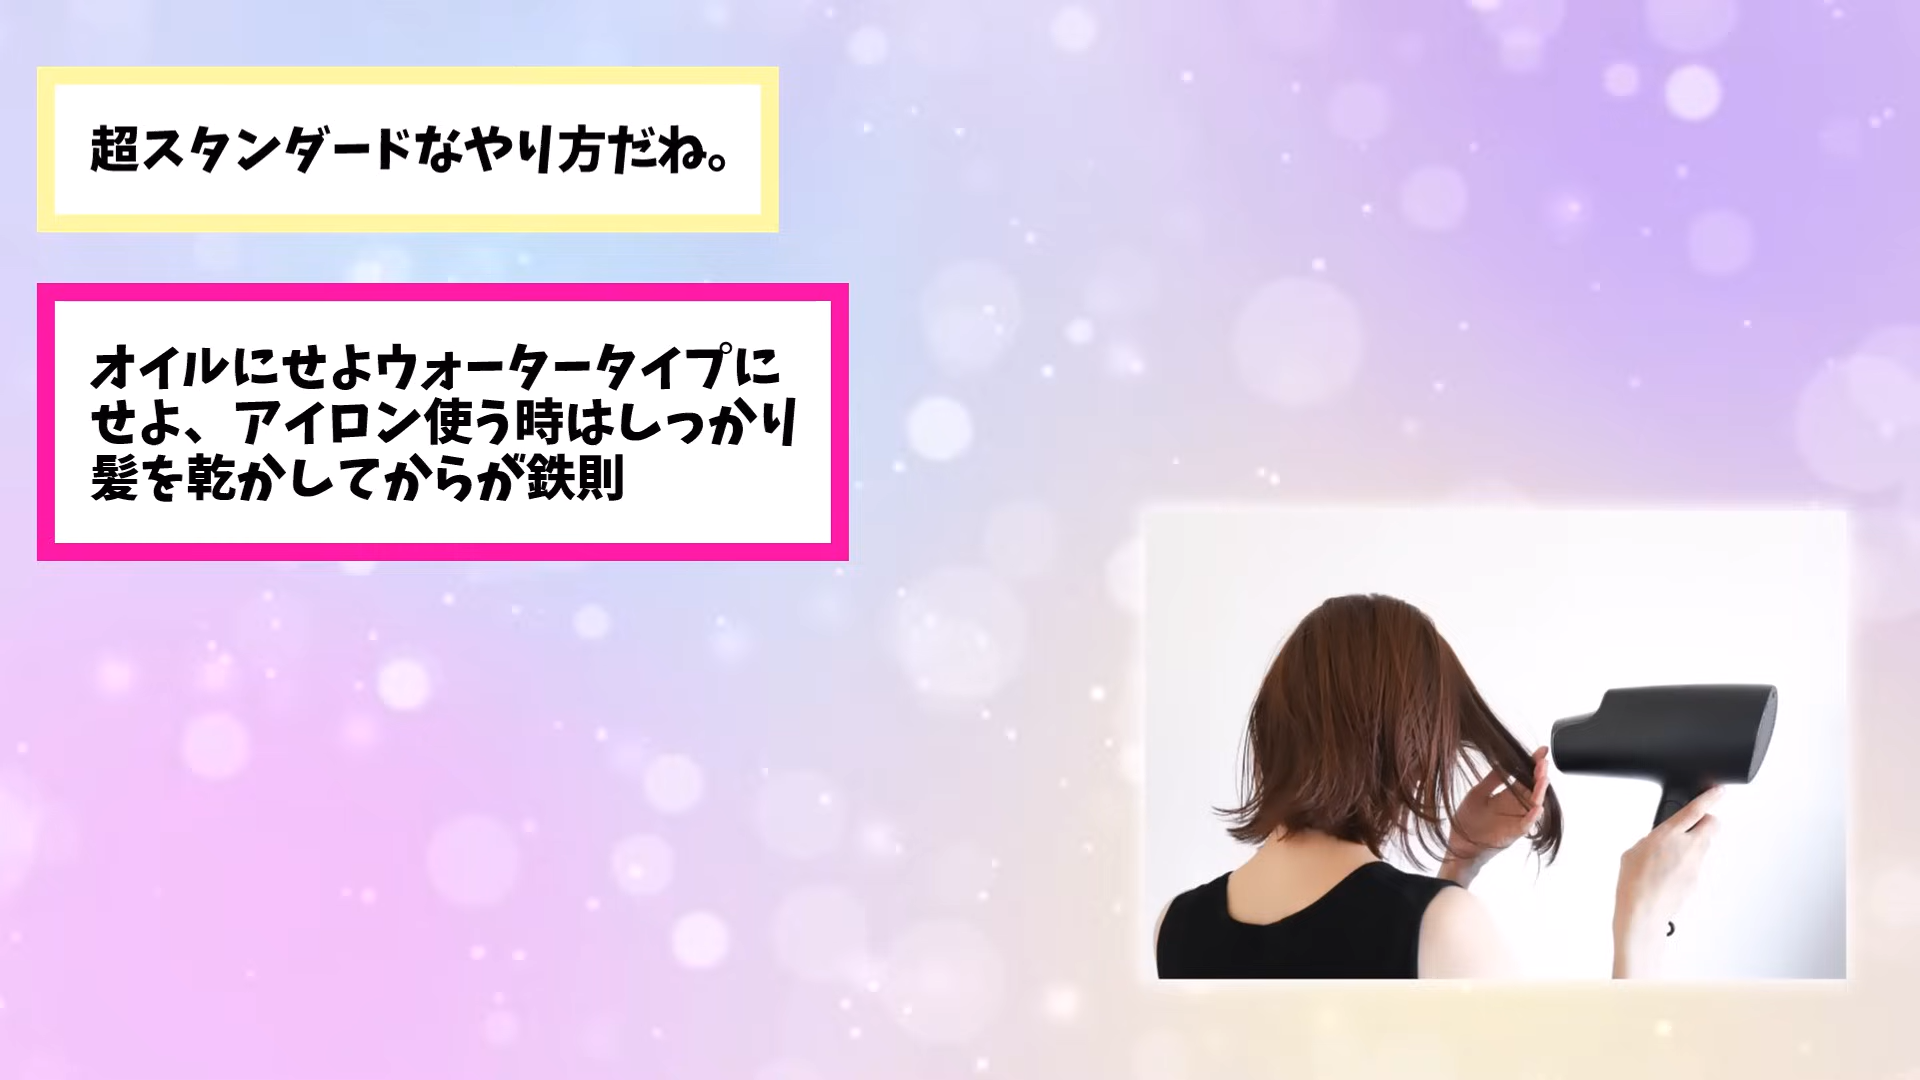 超スタンダードなやり方だね。
オイルにせよウォータータイプに
せよ、アイロン使う時はしっかり
髪を乾かしてからが鉄則